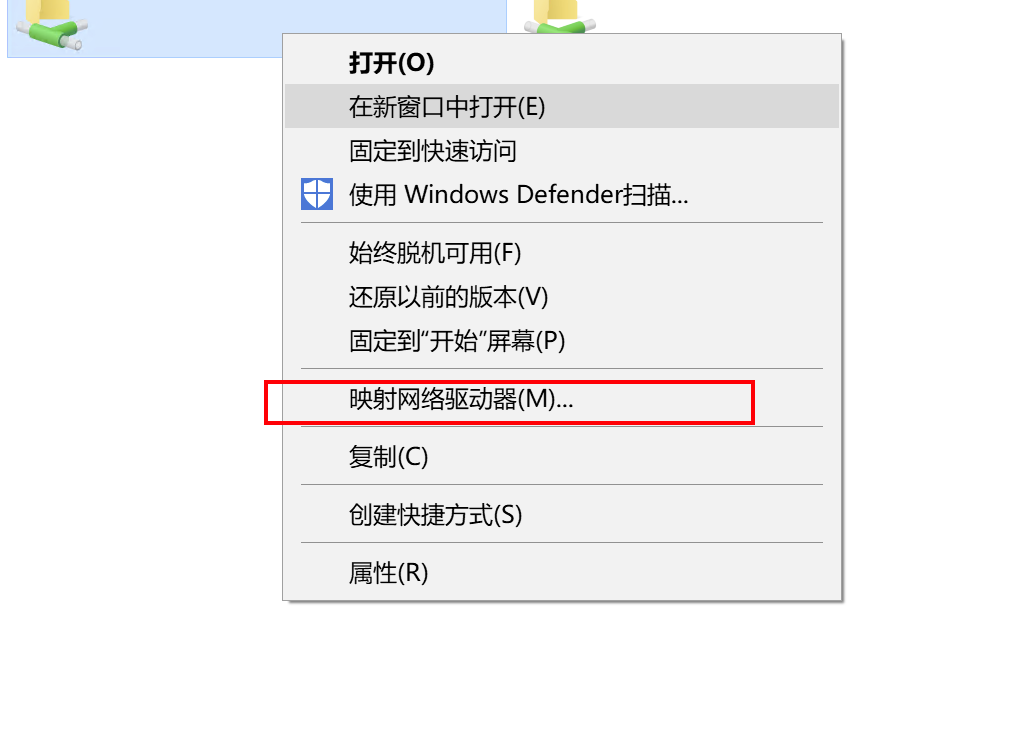 打开(O)
在新窗口中打开(E)
固定到快速访问
使用 Windows Defender扫描...
始终脱机可用(F)
还原以前的版本(V)
固定到“开始”屏幕(P)
映射网络驱动器(M)...
复制(C)
创建快捷方式(S)
属性(R)